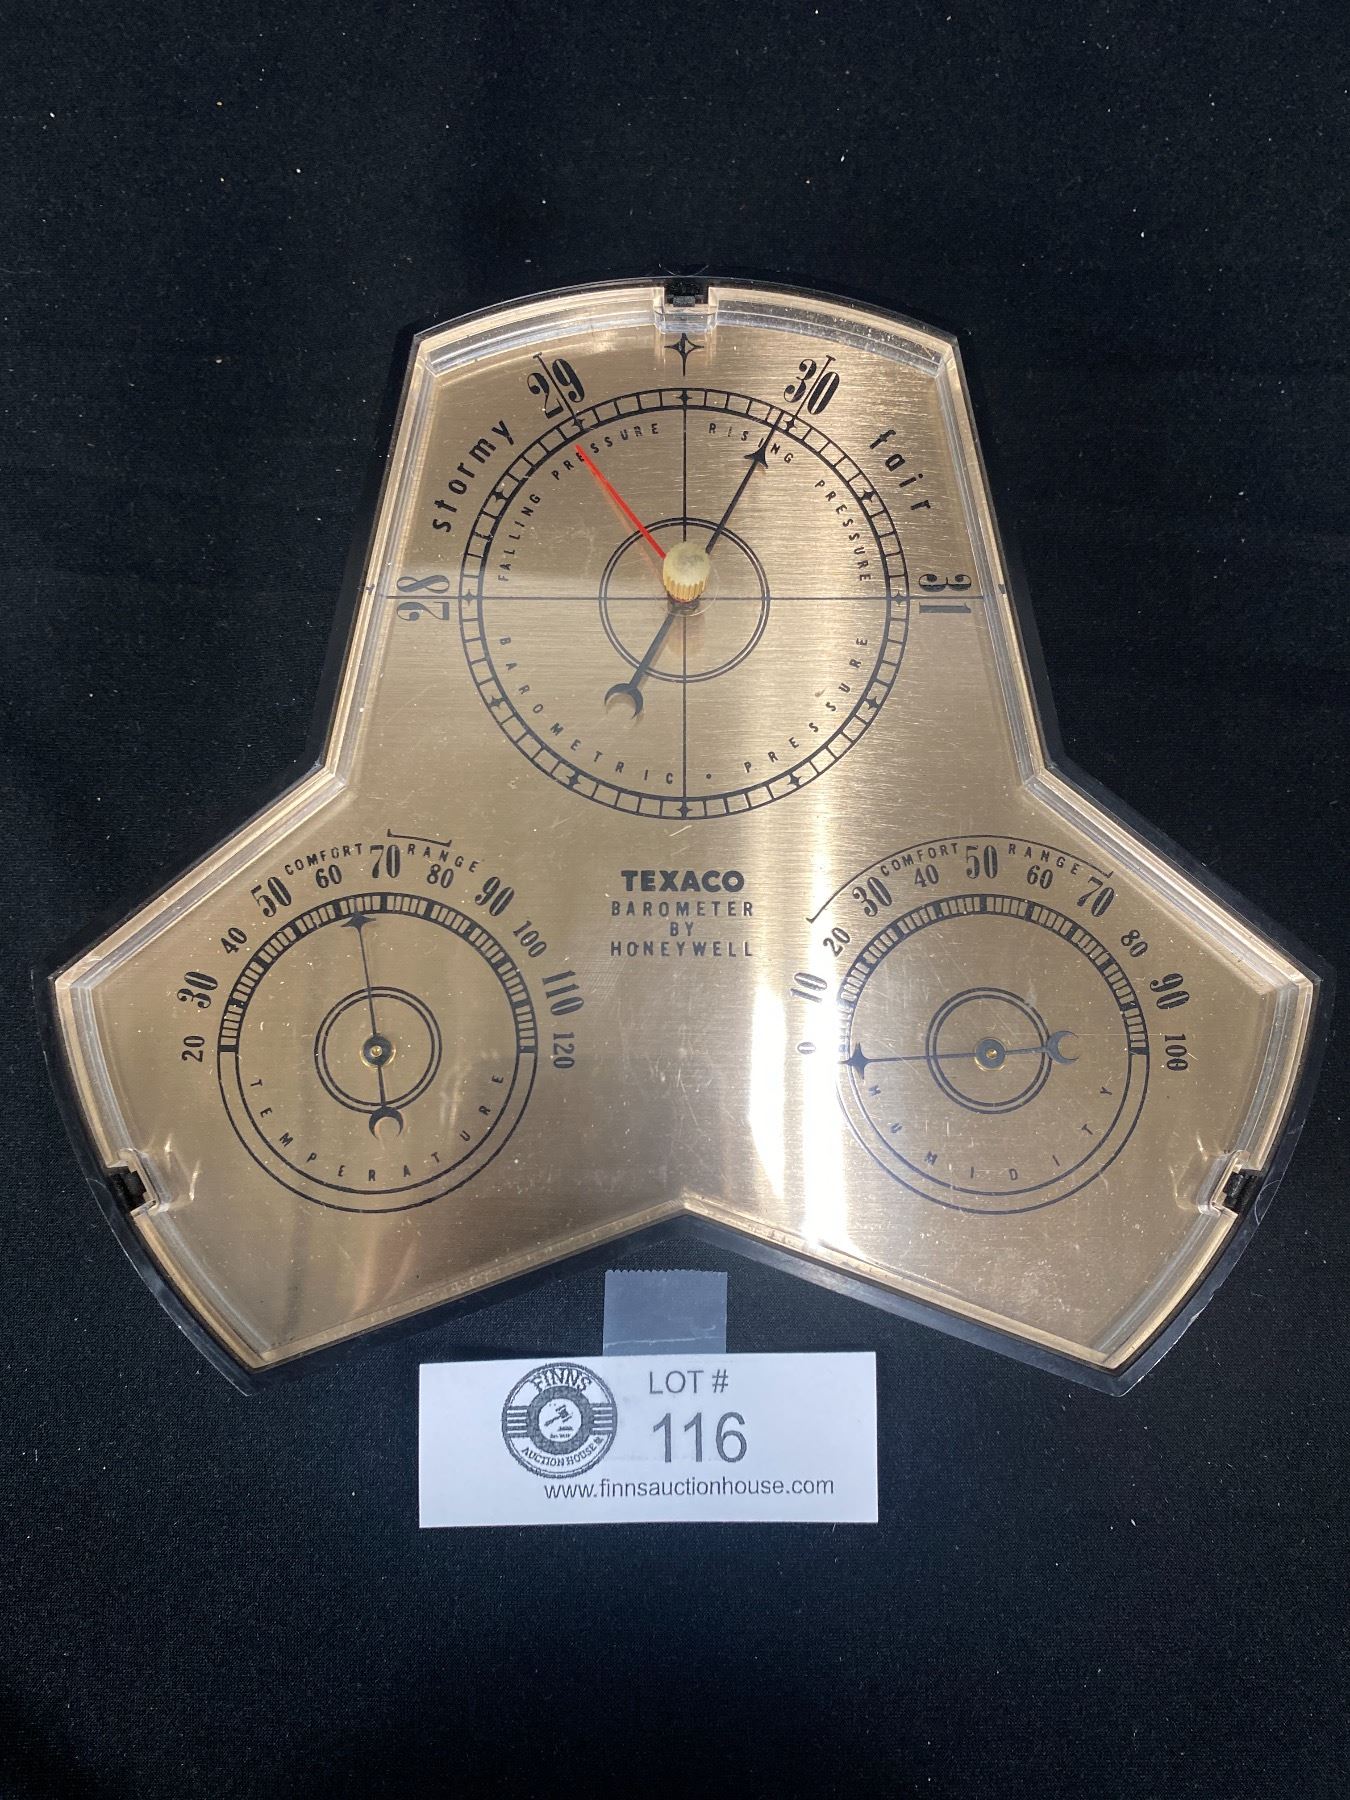 29
30
stormy
fair
FALLING PRESSURE
RISING PRESSURE
28
31
BAROMETRIC • PRESSURE
COMFORT RANGE
20 30 40 50 60 70 80 90 100 110 120
TEMPERATURE
TEXACO
BAROMETER
BY
HONEYWELL
COMFORT RANGE
0 10 20 30 40 50 60 70 80 90 100
HUMIDITY
FINNS
AUCTION HOUSE
LOT #
116
www.finnsauctionhouse.com